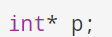 int* p;